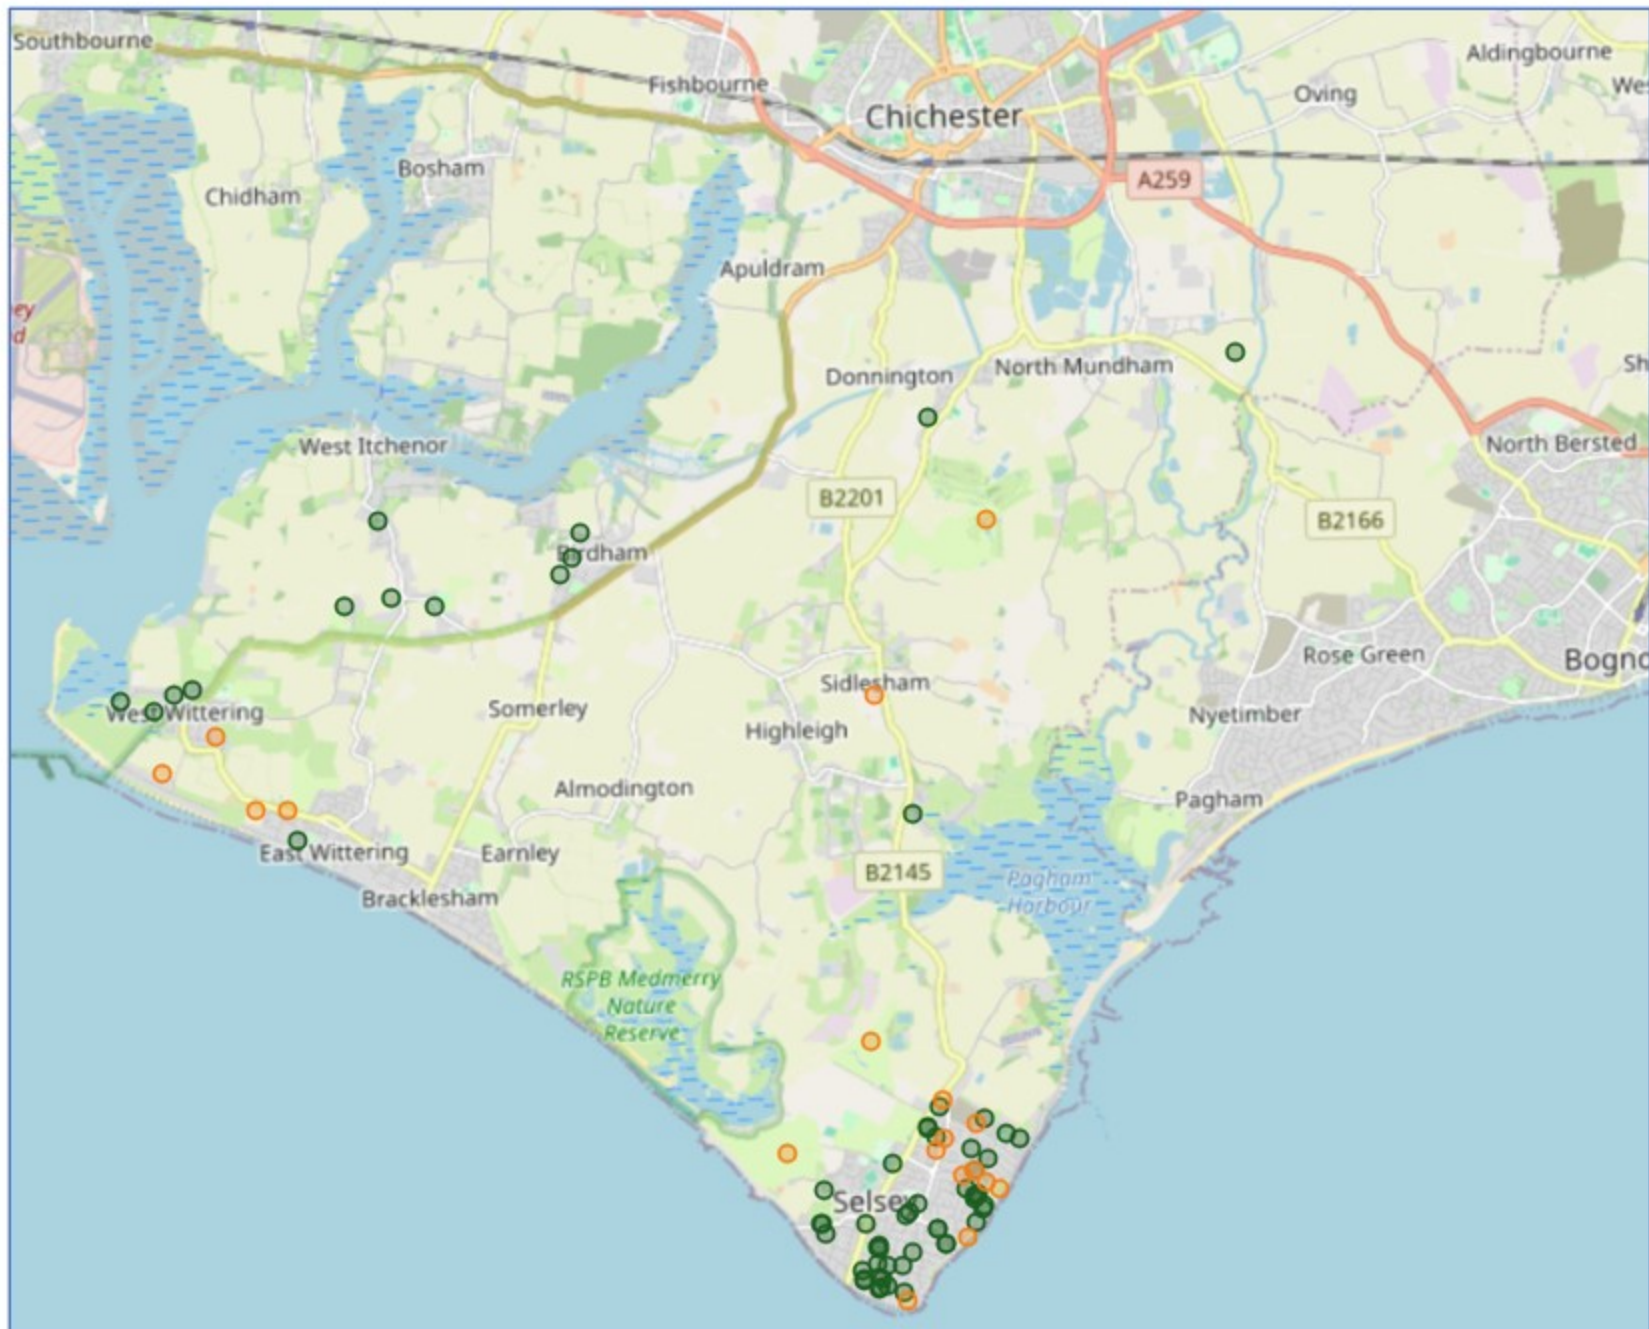 Southbourne
Aldingbourne
Fishbourne
Oving
Chichester
Bosham
A259
Chidham
Apuldram
North Mundham
Donnington
West Itchenor
North Bersted
B2201
B2166
Birdham
Rose Green
Sidlesham
Somerley
West Wittering
Nyetimber
Highleigh
Almodington
Pagham
East Wittering
Earnley
B2145
Pagham
Harbour
Bracklesham
RSPB Medmerry
Nature
Reserve
Selsey